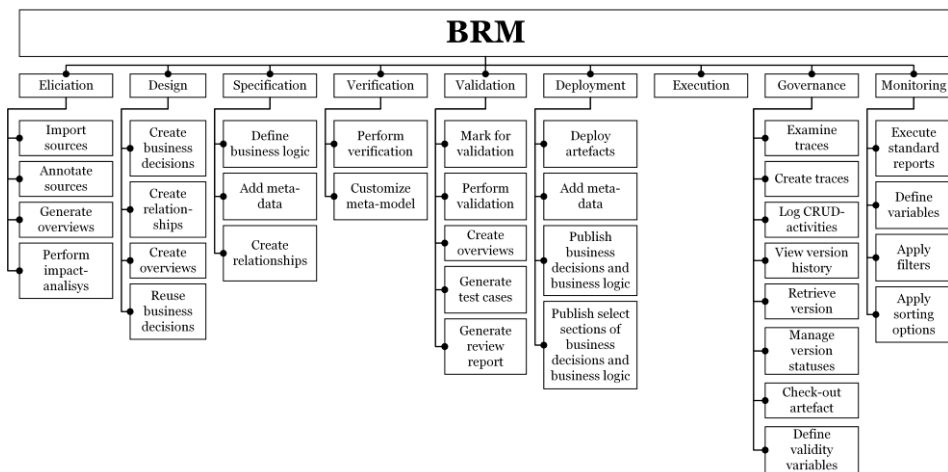 BRM
Eliciation
Design
Specification
Verification
Validation
Deployment
Execution
Governance
Monitoring
Import
sources
Annotate
sources
Generate
overviews
Perform
impact-
analisys
Create
business
decisions
Create
relation-
ships
Create
overviews
Reuse
business
decisions
Define
business logic
Add meta-
data
Create
relationships
Perform
verification
Customize
meta-model
Mark for
validation
Perform
validation
Create
overviews
Generate
test cases
Generate
review
report
Deploy
artefacts
Add meta-
data
Publish
business
decisions and
business logic
Publish select
sections of
business
decisions and
business logic
Examine
traces
Create traces
Log CRUD-
activities
View version
history
Retrieve
version
Manage
version
statuses
Check-out
artefact
Define
validity
variables
Execute
standard
reports
Define
variables
Apply
filters
Apply
sorting
options